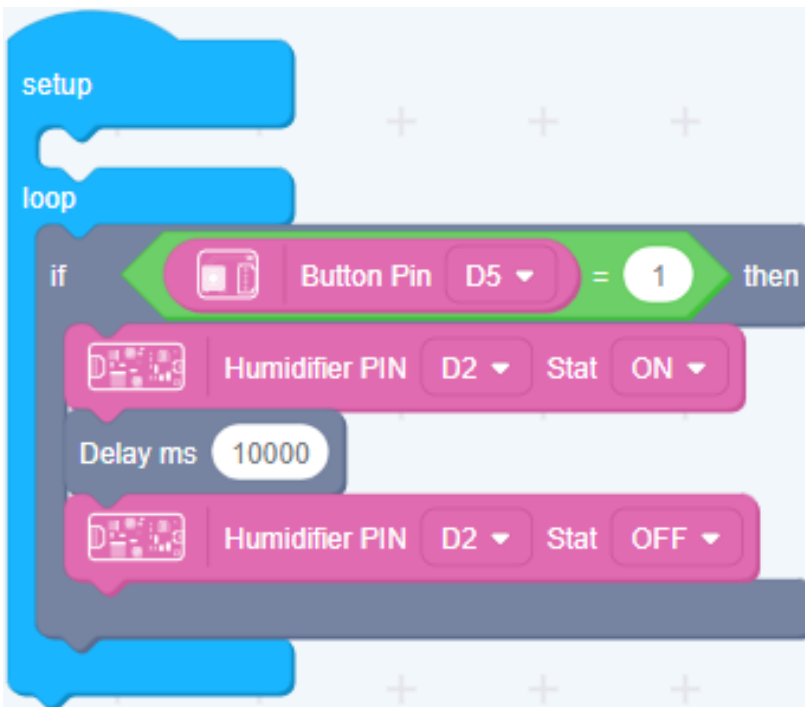 setup
loop
if Button Pin D5 = 1 then
Humidifier PIN D2 Stat ON
Delay ms 10000
Humidifier PIN D2 Stat OFF